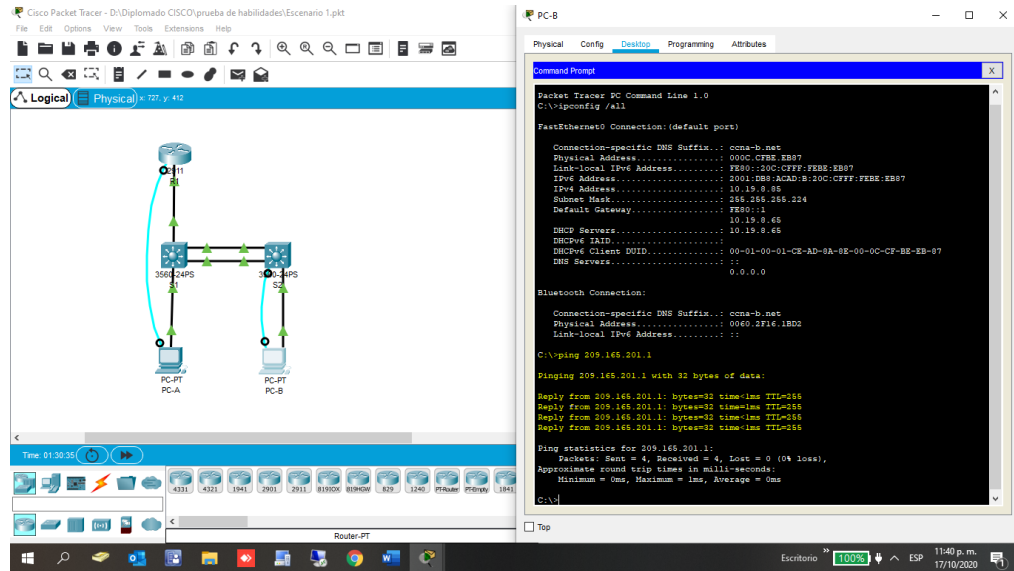 Cisco Packet Tracer - D:\Diplomado CISCO\prueba de habilidades\Escenario 1.pkt
File Edit Options View Tools Extensions Help
Logical Physical x: 727, y: 412
2911
R1
3560-24PS
S1
S2
PC-PT
PC-A
PC-PT
PC-B
Time: 01:30:35
4331 4321 1941 2901 2911 819IOX 819HGW 829 1240 PT-Router PT-Empty 1841
Router-PT
PC-B
Physical Config Desktop Programming Attributes
Command Prompt X
Packet Tracer PC Command Line 1.0
C:\>ipconfig /all
FastEthernet0 Connection:(default port)
Connection-specific DNS Suffix..: ccna-b.net
Physical Address................: 000C.CFBE.EB87
Link-local IPv6 Address.........: FE80::20C:CFFF:FEBE:EB87
IPv6 Address....................: 2001:DB8:ACAD:B:20C:CFFF:FEBE:EB87
IPv4 Address....................: 10.19.8.85
Subnet Mask.....................: 255.255.255.224
Default Gateway.................: FE80::1
10.19.8.65
DHCP Servers....................: 10.19.8.65
DHCPv6 IAID.....................:
DHCPv6 Client DUID..............: 00-01-00-01-CE-AD-8A-8E-00-0C-CF-BE-EB-87
DNS Servers.....................: ::
0.0.0.0
Bluetooth Connection:
Connection-specific DNS Suffix..: ccna-b.net
Physical Address................: 0060.2F16.1BD2
Link-local IPv6 Address.........: ::
C:\>ping 209.165.201.1
Pinging 209.165.201.1 with 32 bytes of data:
Reply from 209.165.201.1: bytes=32 time<1ms TTL=255
Reply from 209.165.201.1: bytes=32 time=1ms TTL=255
Reply from 209.165.201.1: bytes=32 time<1ms TTL=255
Reply from 209.165.201.1: bytes=32 time<1ms TTL=255
Ping statistics for 209.165.201.1:
Packets: Sent = 4, Received = 4, Lost = 0 (0% loss),
Approximate round trip times in milli-seconds:
Minimum = 0ms, Maximum = 1ms, Average = 0ms
C:\>
Top
Escritorio 100% ESP 11:40 p. m.
17/10/2020